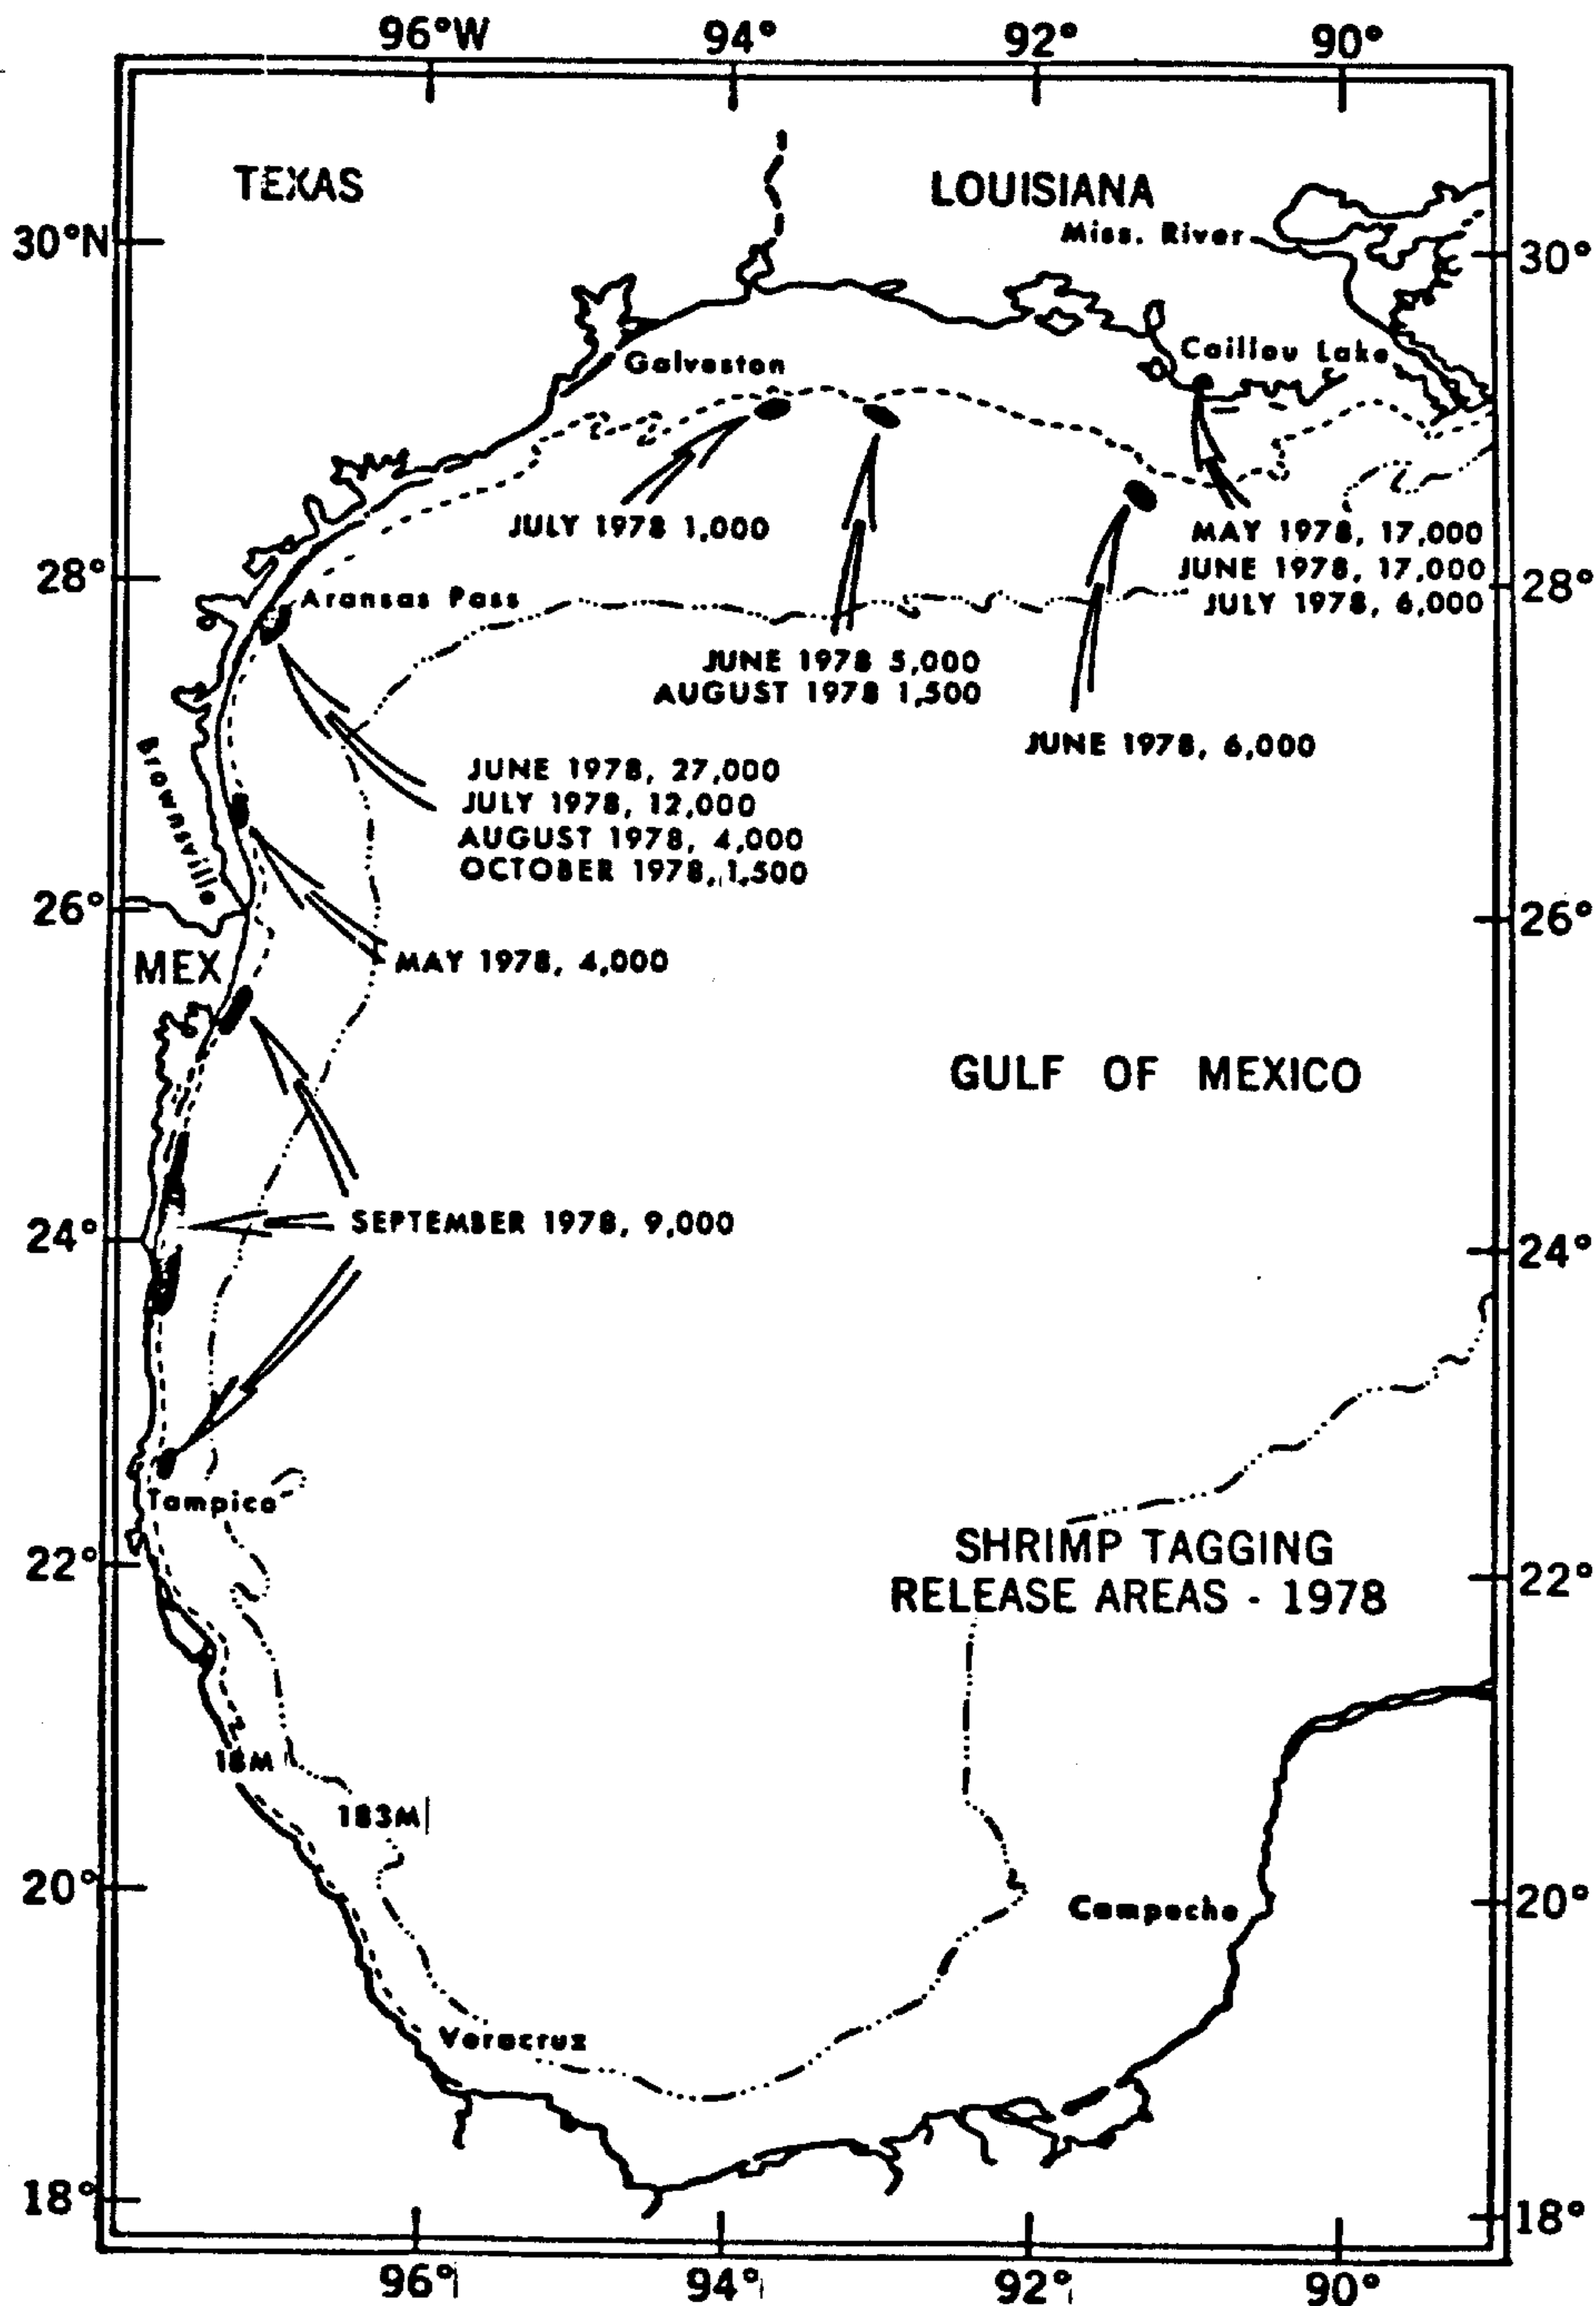 96°W 94° 92° 90°
TEXAS
LOUISIANA
Miss. River
30°N
30°
Caillou Lake
Galveston
JULY 1978 1,000
MAY 1978, 17,000
JUNE 1978, 17,000
JULY 1978, 6,000
28°
28°
Aransas Pass
JUNE 1978 5,000
AUGUST 1978 1,500
JUNE 1978, 6,000
Brownsville
JUNE 1978, 27,000
JULY 1978, 12,000
AUGUST 1978, 4,000
OCTOBER 1978, 1,500
26°
26°
MEX
MAY 1978, 4,000
GULF OF MEXICO
SEPTEMBER 1978, 9,000
24°
24°
Tampico
22°
22°
SHRIMP TAGGING
RELEASE AREAS - 1978
18M
183M
20°
20°
Campeche
Veracruz
18°
18°
96° 94° 92° 90°